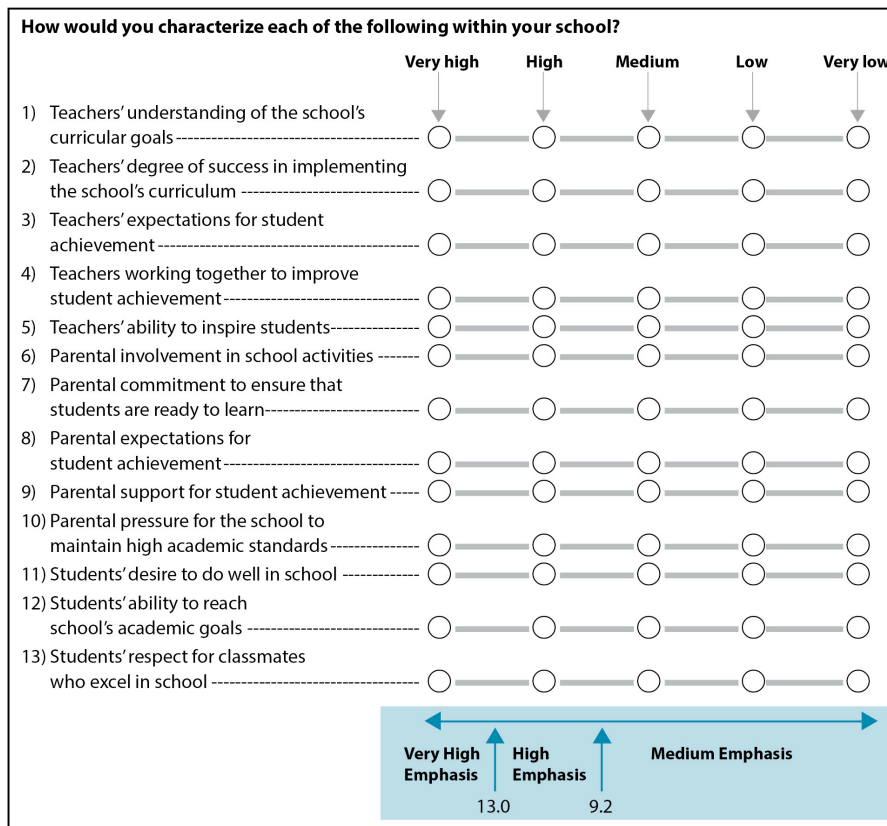 How would you characterize each of the following within your school?
Very high High Medium Low Very low
1) Teachers’ understanding of the school’s
curricular goals
2) Teachers’ degree of success in implementing
the school’s curriculum
3) Teachers’ expectations for student
achievement
4) Teachers working together to improve
student achievement
5) Teachers’ ability to inspire students
6) Parental involvement in school activities
7) Parental commitment to ensure that
students are ready to learn
8) Parental expectations for
student achievement
9) Parental support for student achievement
10) Parental pressure for the school to
maintain high academic standards
11) Students’ desire to do well in school
12) Students’ ability to reach
school’s academic goals
13) Students’ respect for classmates
who excel in school
Very High High Medium Emphasis
Emphasis Emphasis
13.0 9.2